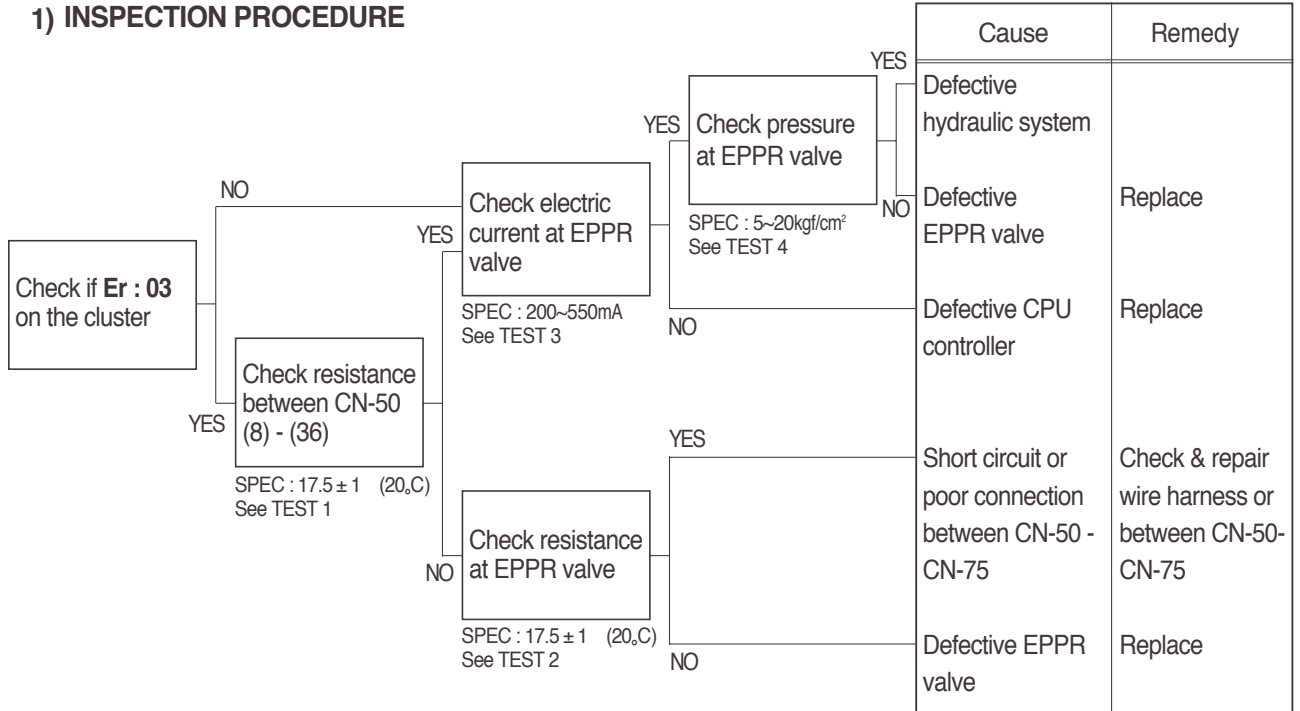 1) INSPECTION PROCEDURE
Cause
Remedy
YES
Defective
hydraulic system
YES
Check pressure
at EPPR valve
NO
Defective
EPPR valve
Replace
SPEC : 5~20kgf/cm²
See TEST 4
NO
YES
Check electric
current at EPPR
valve
SPEC : 200~550mA
See TEST 3
NO
Defective CPU
controller
Replace
Check if Er : 03
on the cluster
YES
Check resistance
between CN-50
(8) - (36)
SPEC : 17.5 ± 1 (20°C)
See TEST 1
YES
Short circuit or
poor connection
between CN-50 -
CN-75
Check & repair
wire harness or
between CN-50-
CN-75
NO
Check resistance
at EPPR valve
SPEC : 17.5 ± 1 (20°C)
See TEST 2
NO
Defective EPPR
valve
Replace